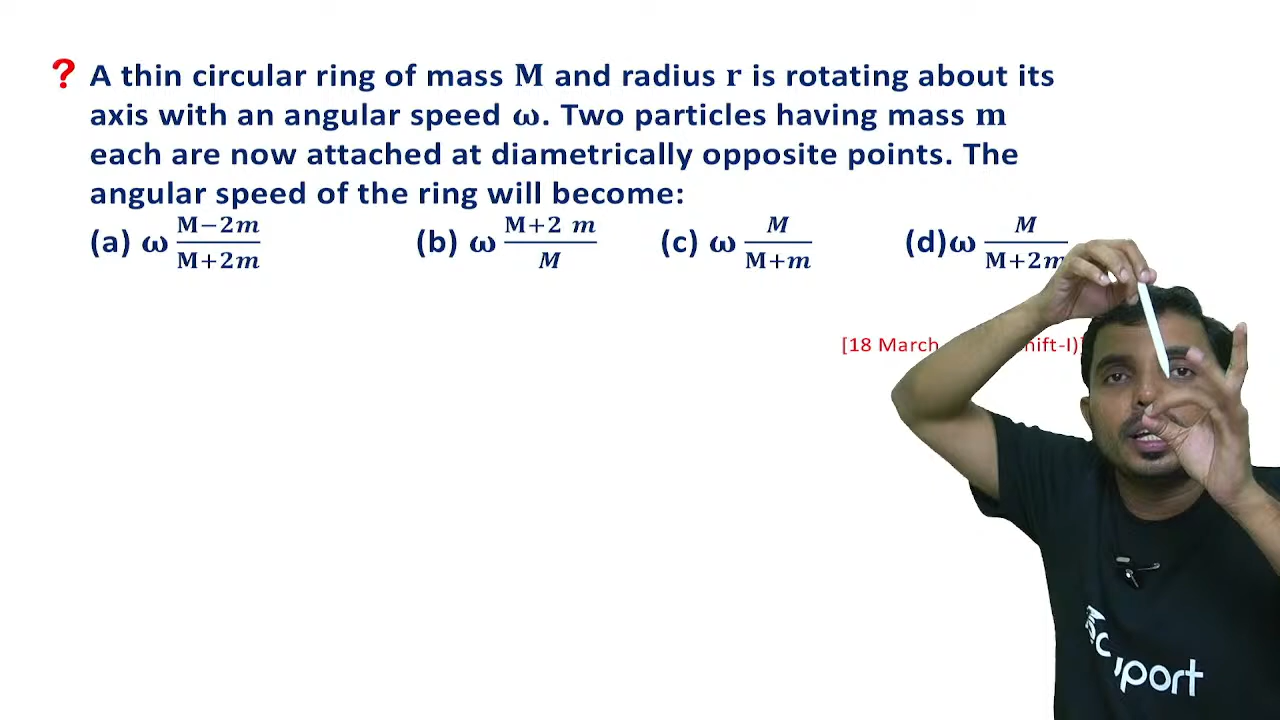 ? A thin circular ring of mass M and radius r is rotating about its
axis with an angular speed ω. Two particles having mass m
each are now attached at diametrically opposite points. The
angular speed of the ring will become:
(a) ω M−2m/M+2m (b) ω M+2 m/M (c) ω M/M+m (d)ω M/M+2m
[18 March
port